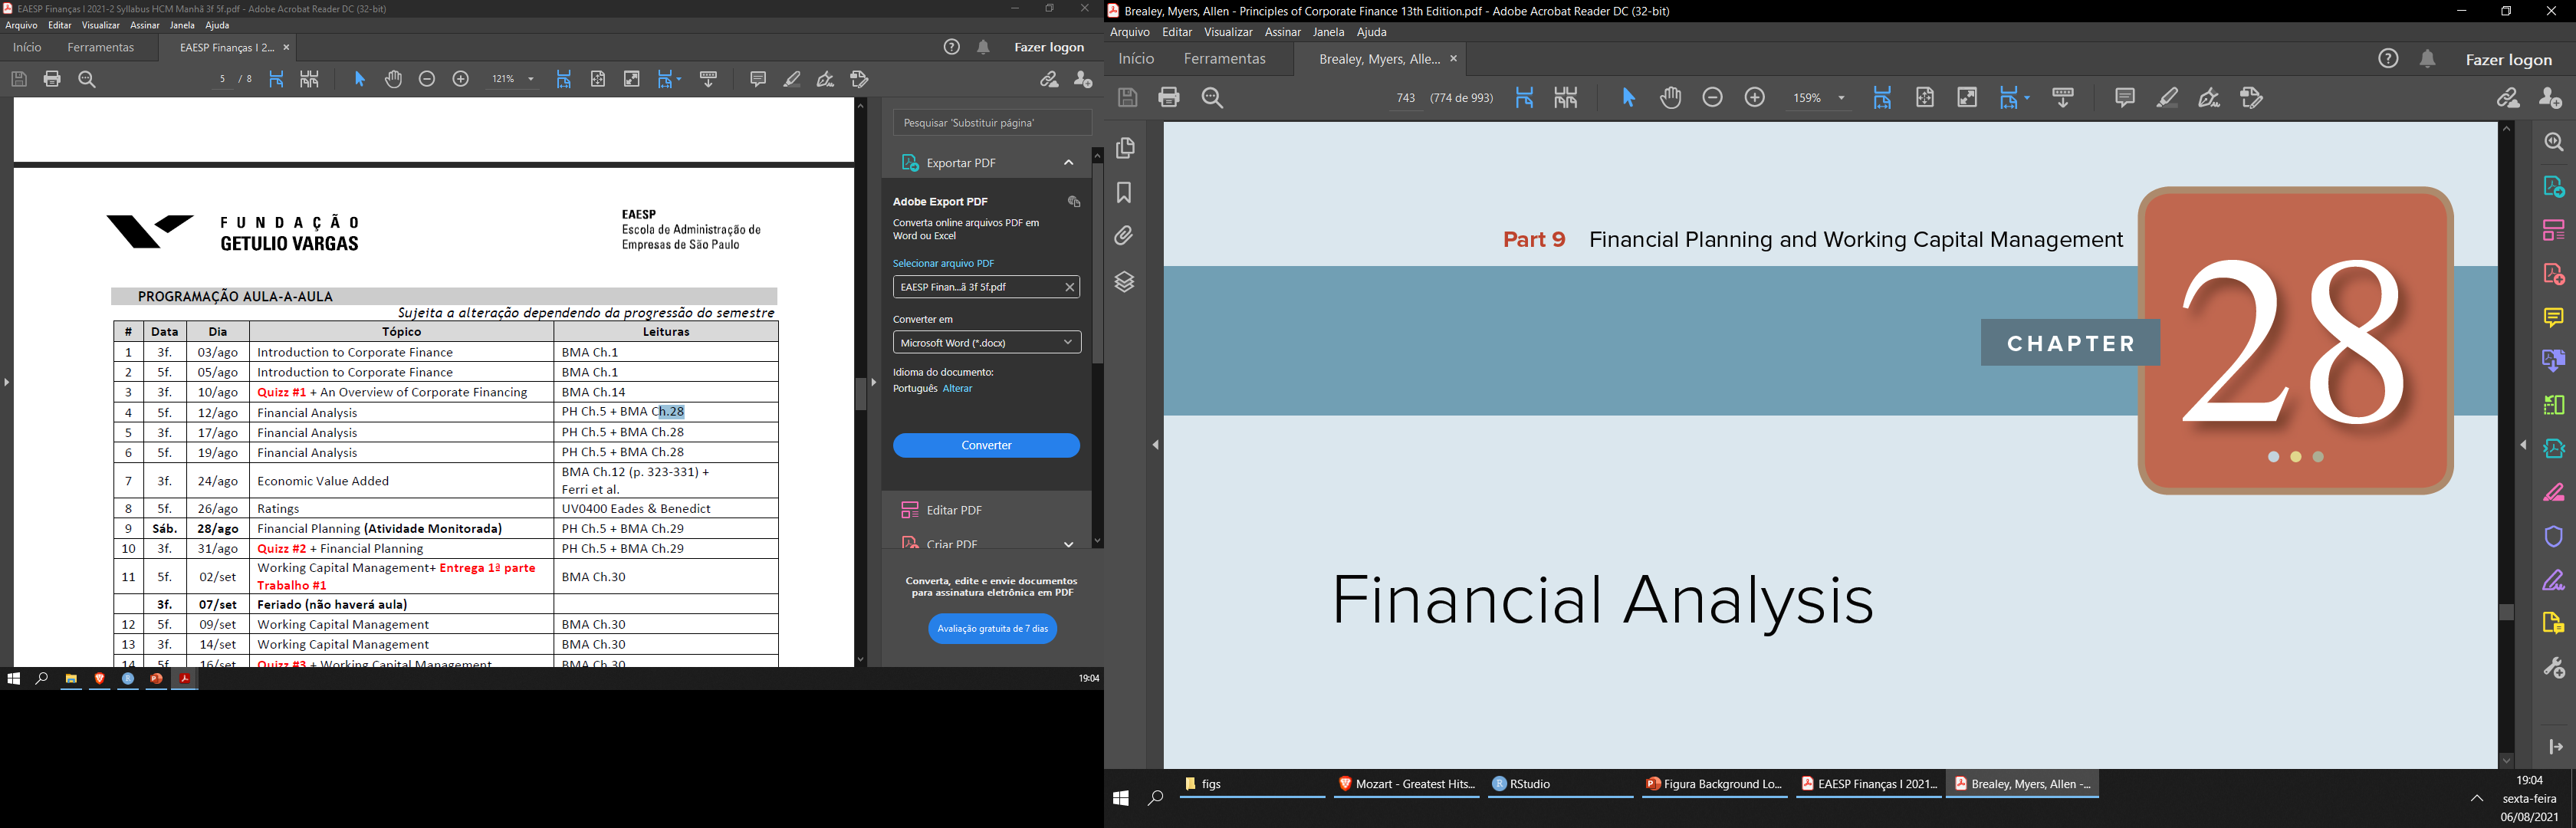 EAESP Finanças I 2021-2 Syllabus HCM Manhã 3f 5f.pdf - Adobe Acrobat Reader DC (32-bit)
Arquivo Editar Visualizar Assinar Janela Ajuda
Início Ferramentas EAESP Finanças I 2... × Fazer logon
5 / 8 121%
FUNDAÇÃO
GETULIO VARGAS
EAESP
Escola de Administração de
Empresas de São Paulo
PROGRAMAÇÃO AULA-A-AULA
Sujeita a alteração dependendo da progressão do semestre
# Data Dia Tópico Leituras
1 3f. 03/ago Introduction to Corporate Finance BMA Ch.1
2 5f. 05/ago Introduction to Corporate Finance BMA Ch.1
3 3f. 10/ago Quizz #1 + An Overview of Corporate Financing BMA Ch.14
4 5f. 12/ago Financial Analysis PH Ch.5 + BMA Ch.28
5 3f. 17/ago Financial Analysis PH Ch.5 + BMA Ch.28
6 5f. 19/ago Financial Analysis PH Ch.5 + BMA Ch.28
7 3f. 24/ago Economic Value Added BMA Ch.12 (p. 323-331) +
Ferri et al.
8 5f. 26/ago Ratings UV0400 Eades & Benedict
9 Sáb. 28/ago Financial Planning (Atividade Monitorada) PH Ch.5 + BMA Ch.29
10 3f. 31/ago Quizz #2 + Financial Planning PH Ch.5 + BMA Ch.29
11 5f. 02/set Working Capital Management+ Entrega 1ª parte
Trabalho #1 BMA Ch.30
3f. 07/set Feriado (não haverá aula)
12 5f. 09/set Working Capital Management BMA Ch.30
13 3f. 14/set Working Capital Management BMA Ch.30
14 5f. 16/set Quizz #3 + Working Capital Management BMA Ch.30
Pesquisar 'Substituir página'
Exportar PDF
Adobe Export PDF
Converta online arquivos PDF em
Word ou Excel
Selecionar arquivo PDF
EAESP Finan...ã 3f 5f.pdf
Converter em
Microsoft Word (*.docx)
Idioma do documento:
Português Alterar
Converter
Editar PDF
Criar PDF
Converta, edite e envie documentos
para assinatura eletrônica em PDF
Avaliação gratuita de 7 dias
19:04
Brealey, Myers, Allen - Principles of Corporate Finance 13th Edition.pdf - Adobe Acrobat Reader DC (32-bit)
Arquivo Editar Visualizar Assinar Janela Ajuda
Início Ferramentas Brealey, Myers, Alle... × Fazer logon
743 (774 de 993) 159%
Part 9 Financial Planning and Working Capital Management
CHAPTER
28
Financial Analysis
figs Mozart - Greatest Hits... RStudio Figura Background Lo... EAESP Finanças I 2021... Brealey, Myers, Allen -...
19:04
sexta-feira
06/08/2021